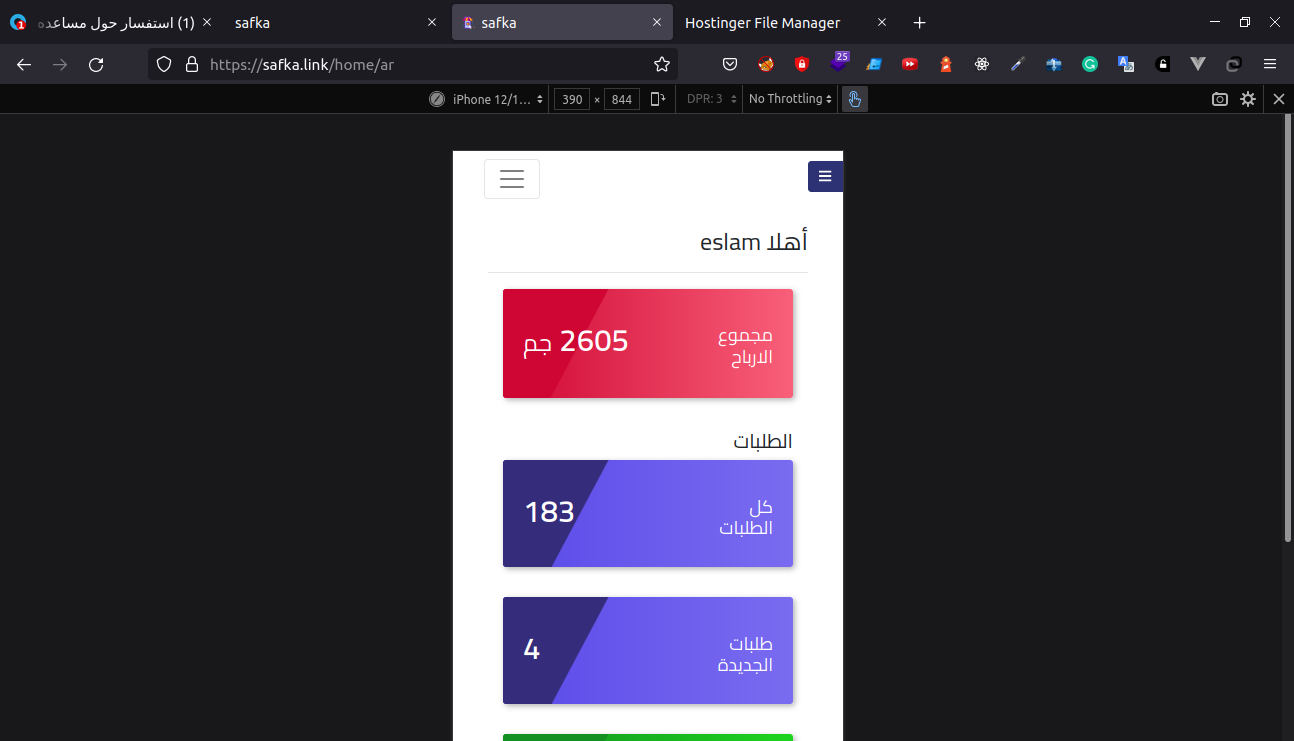 (1) استفسار حول مساعده
safka
safka
Hostinger File Manager
https://safka.link/home/ar
25
iPhone 12/1...
390 × 844
DPR: 3
No Throttling
أهلا eslam
مجموع
الارباح
2605 جم
الطلبات
كل
الطلبات
183
طلبات
الجديدة
4